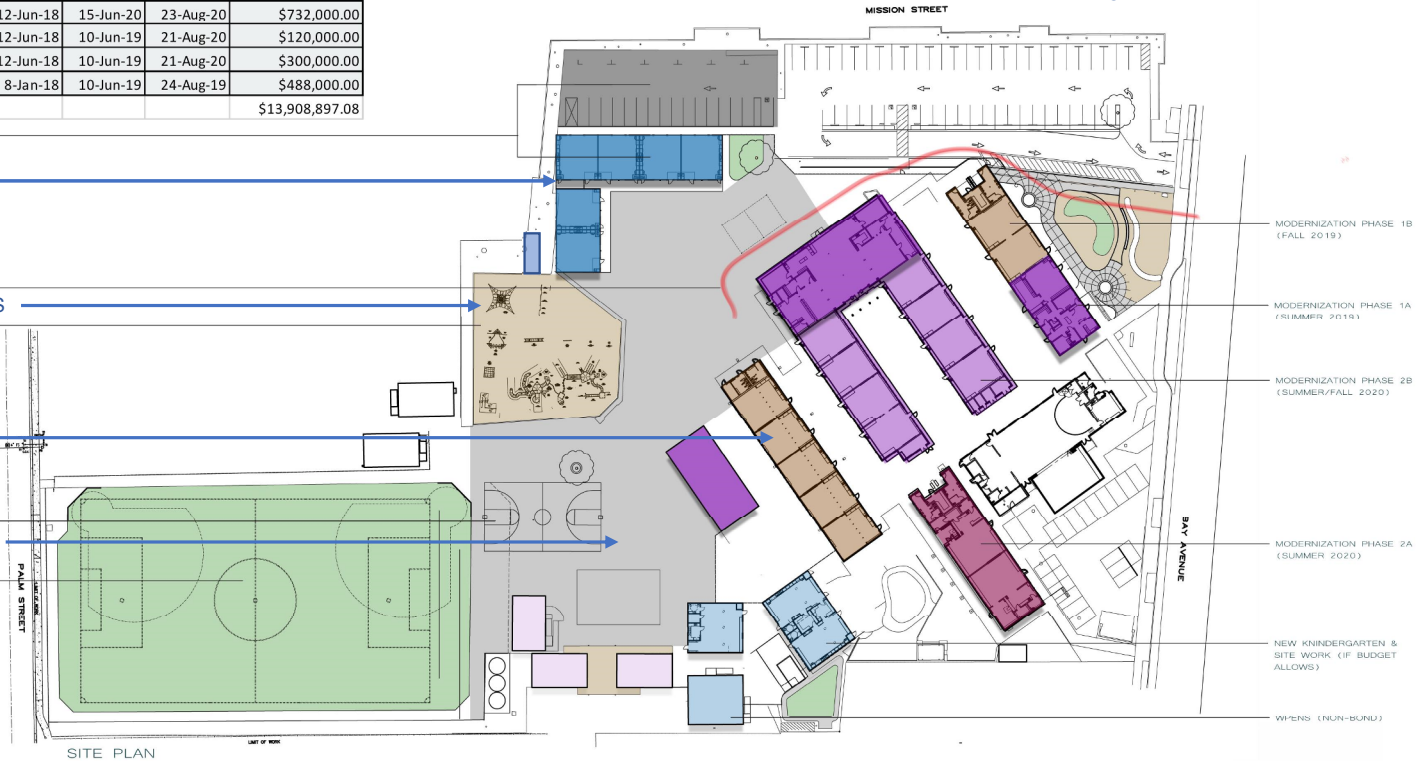 12-Jun-18 15-Jun-20 23-Aug-20 $732,000.00
12-Jun-18 10-Jun-19 21-Aug-20 $120,000.00
12-Jun-18 10-Jun-19 21-Aug-20 $300,000.00
8-Jan-18 10-Jun-19 24-Aug-19 $488,000.00
$13,908,897.08
MISSION STREET
MODERNIZATION PHASE 1B
(FALL 2019)
S
MODERNIZATION PHASE 1A
(SUMMER 2019)
MODERNIZATION PHASE 2B
(SUMMER/FALL 2020)
BAY AVENUE
MODERNIZATION PHASE 2A
(SUMMER 2020)
PALM STREET
LIMIT OF WORK
NEW KNINDERGARTEN &
SITE WORK (IF BUDGET
ALLOWS)
WPENS (NON-BOND)
LIMIT OF WORK
SITE PLAN